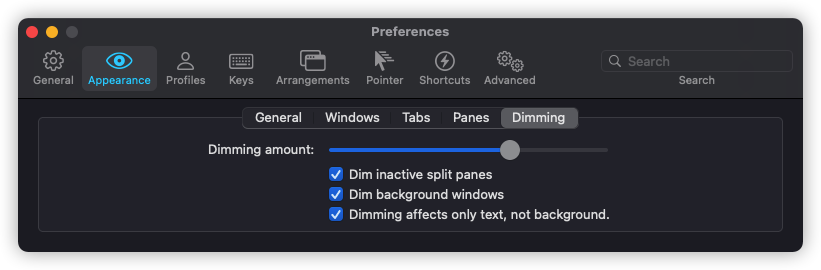 Preferences
General Appearance Profiles Keys Arrangements Pointer Shortcuts Advanced Search
Search
General Windows Tabs Panes Dimming
Dimming amount:
Dim inactive split panes
Dim background windows
Dimming affects only text, not background.